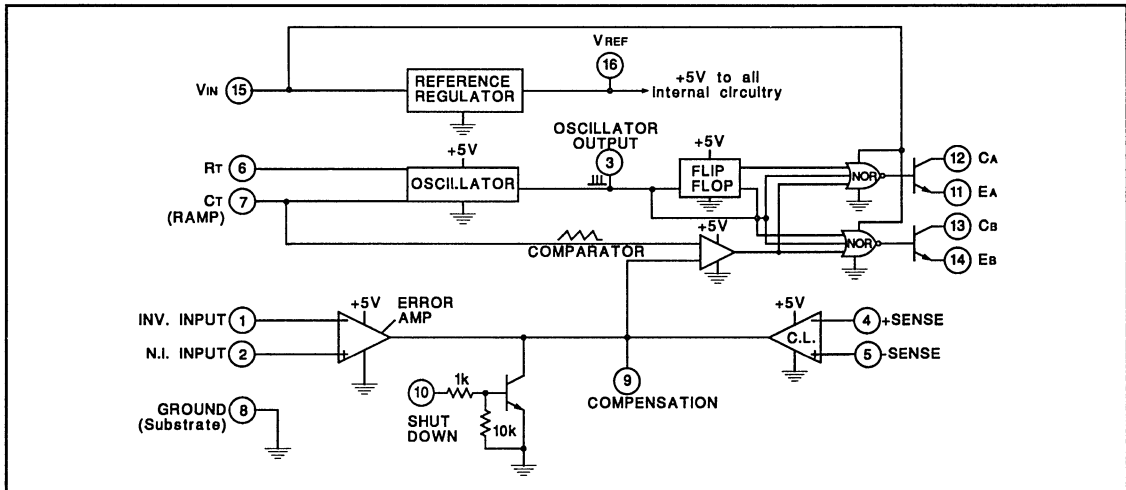 VREF
16
VIN 15
REFERENCE
REGULATOR
+5V to all
internal circuitry
OSCILLATOR
OUTPUT
3
RT 6
+5V
OSCILLATOR
+5V
FLIP
FLOP
NOR
12 CA
11 EA
CT 7
(RAMP)
COMPARATOR
+5V
NOR
13 CB
14 EB
INV. INPUT 1
- +5V
ERROR
AMP
N.I. INPUT 2
+
+5V
C.L.
- 4 +SENSE
+ 5 -SENSE
9
COMPENSATION
10
1k
SHUT
DOWN
10k
GROUND 8
(Substrate)